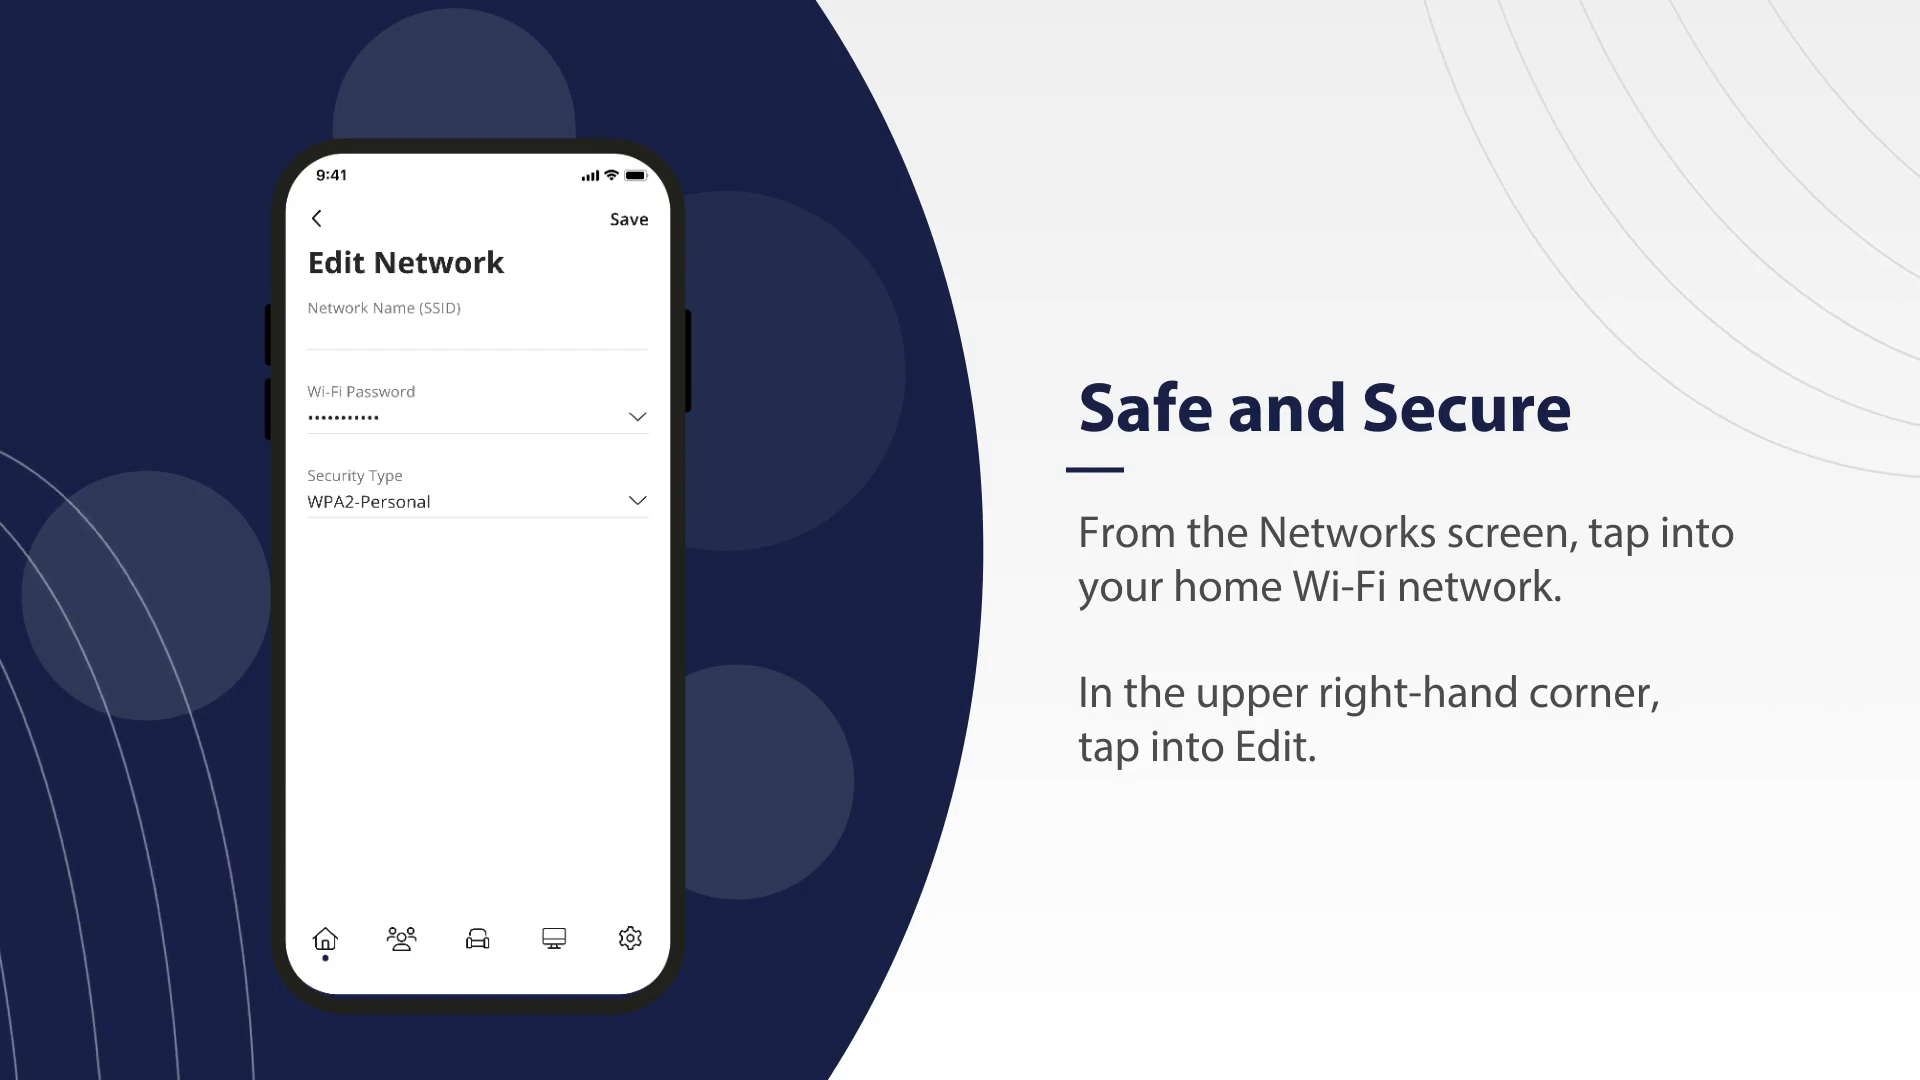 9:41
Save
Edit Network
Network Name (SSID)
Wi-Fi Password
•••••••••••
Security Type
WPA2-Personal
Safe and Secure
From the Networks screen, tap into
your home Wi-Fi network.
In the upper right-hand corner,
tap into Edit.